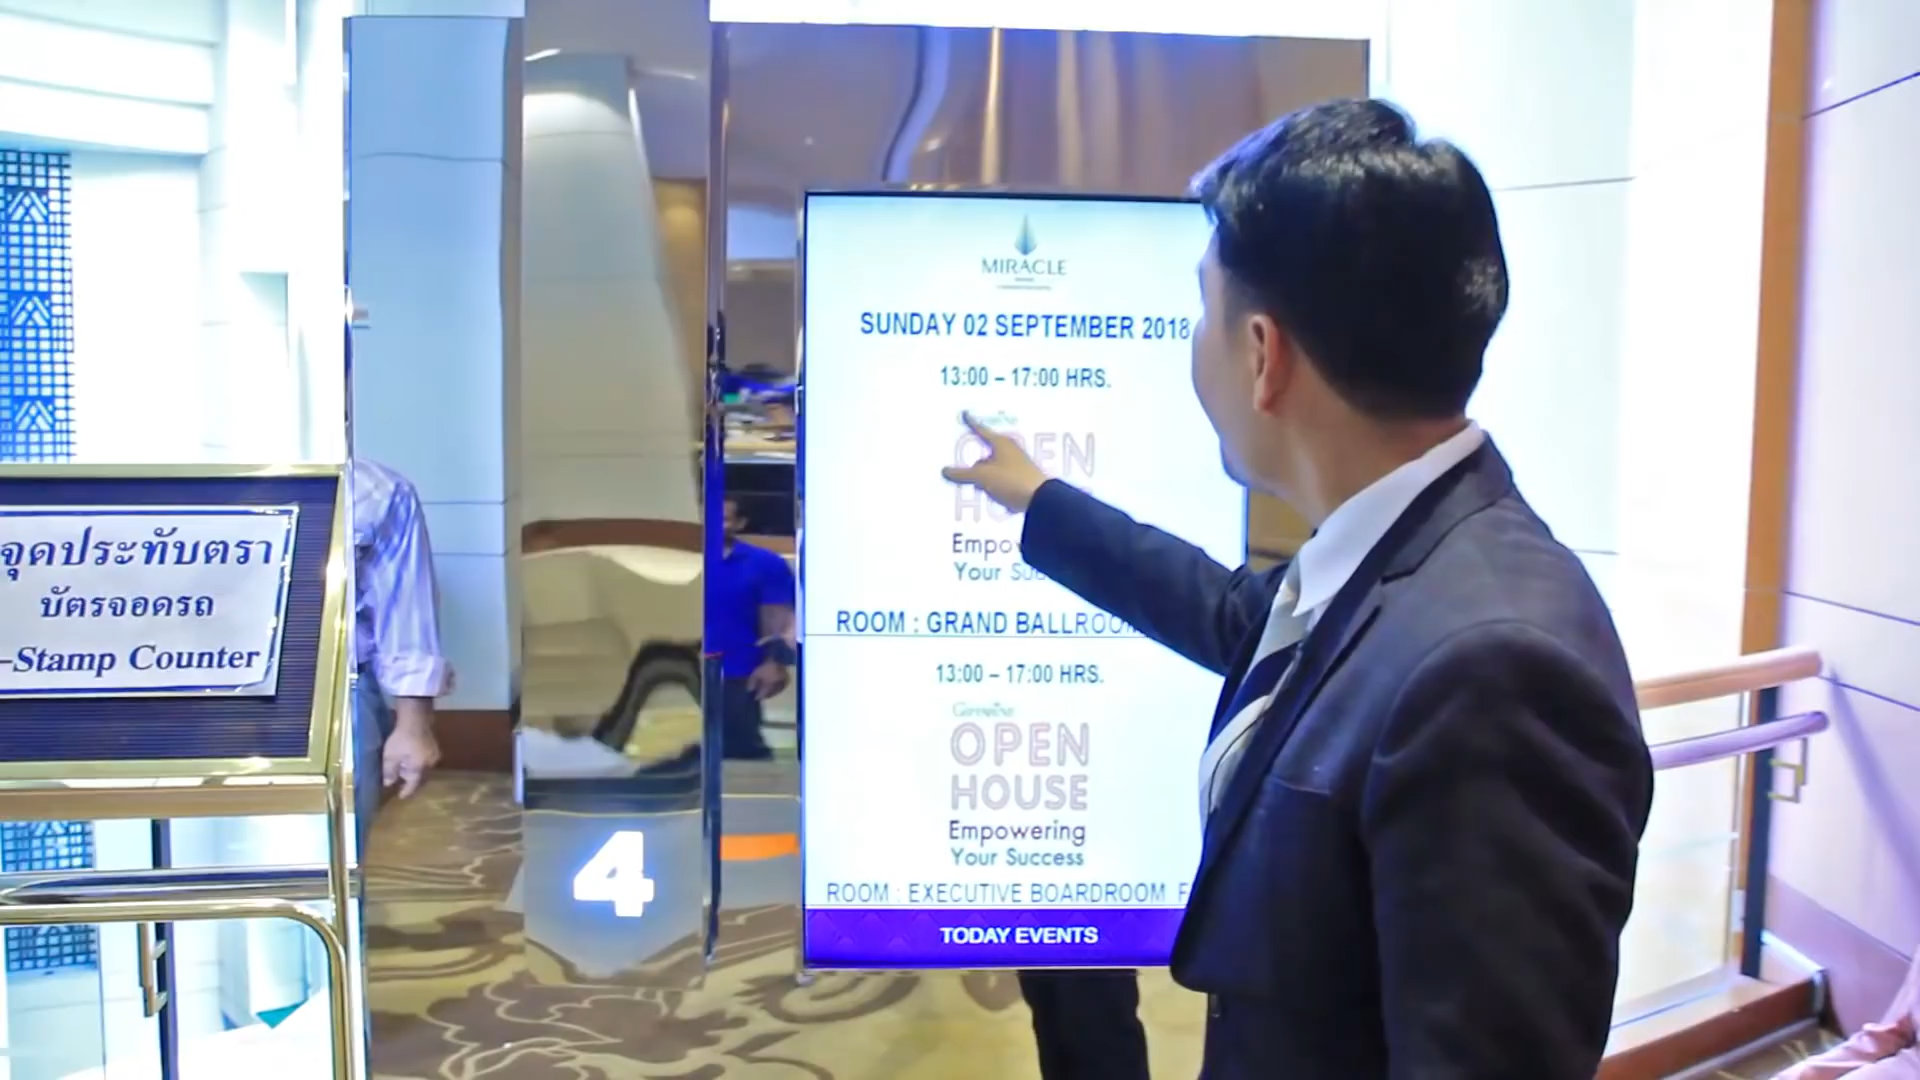 จุดประทับตรา
บัตรจอดรถ
-Stamp Counter
4
MIRACLE
SUNDAY 02 SEPTEMBER 2018
13:00 – 17:00 HRS.
OPEN
Your
ROOM : GRAND BALLROOM
13:00 – 17:00 HRS.
Giffarine
OPEN
HOUSE
Empowering
Your Success
ROOM : EXECUTIVE BOARDROOM
TODAY EVENTS